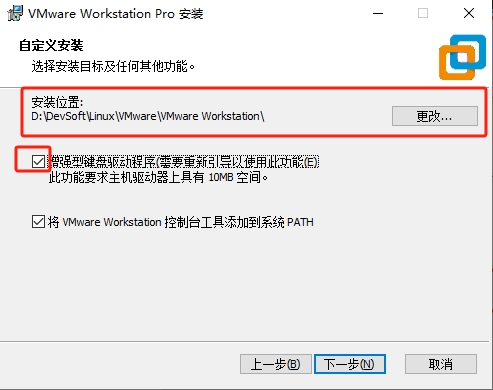 VMware Workstation Pro 安装
自定义安装
选择安装目标及任何其他功能。
安装位置:
D:\DevSoft\Linux\VMware\VMware Workstation\
更改...
增强型键盘驱动程序(需要重新引导以使用此功能(E)
此功能要求主机驱动器上具有 10MB 空间。
将 VMware Workstation 控制台工具添加到系统 PATH
上一步(B) 下一步(N) 取消